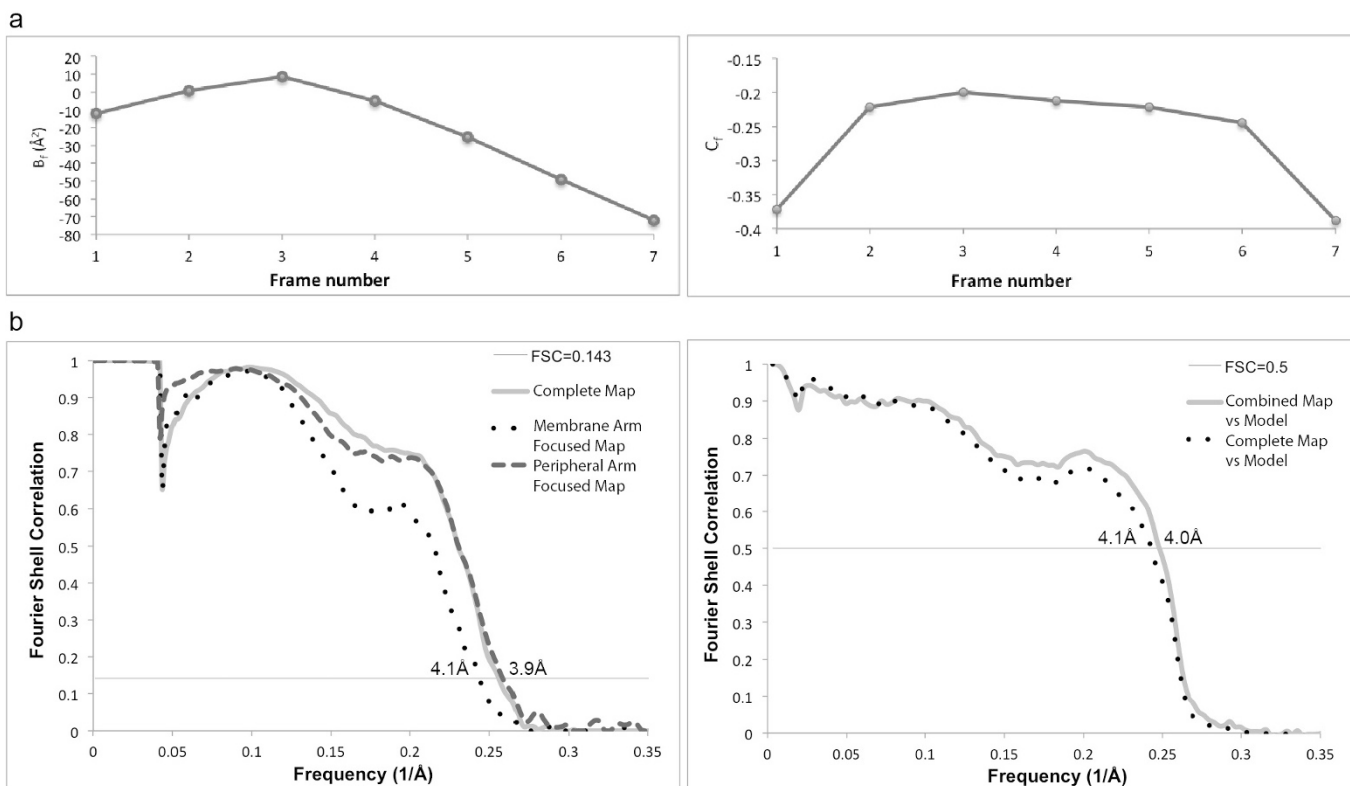 a
20
10
0
-10
-20
-30
-40
-50
-60
-70
-80
B_f (Å²)
1 2 3 4 5 6 7
Frame number
-0.15
-0.2
-0.25
-0.3
-0.35
-0.4
C_f
1 2 3 4 5 6 7
Frame number
b
1
0.9
0.8
0.7
0.6
0.5
0.4
0.3
0.2
0.1
0
Fourier Shell Correlation
FSC=0.143
Complete Map
Membrane Arm
Focused Map
Peripheral Arm
Focused Map
4.1Å 3.9Å
0 0.05 0.1 0.15 0.2 0.25 0.3 0.35
Frequency (1/Å)
1
0.9
0.8
0.7
0.6
0.5
0.4
0.3
0.2
0.1
0
Fourier Shell Correlation
FSC=0.5
Combined Map
vs Model
Complete Map
vs Model
4.1Å 4.0Å
0 0.05 0.1 0.15 0.2 0.25 0.3 0.35
Frequency (1/Å)